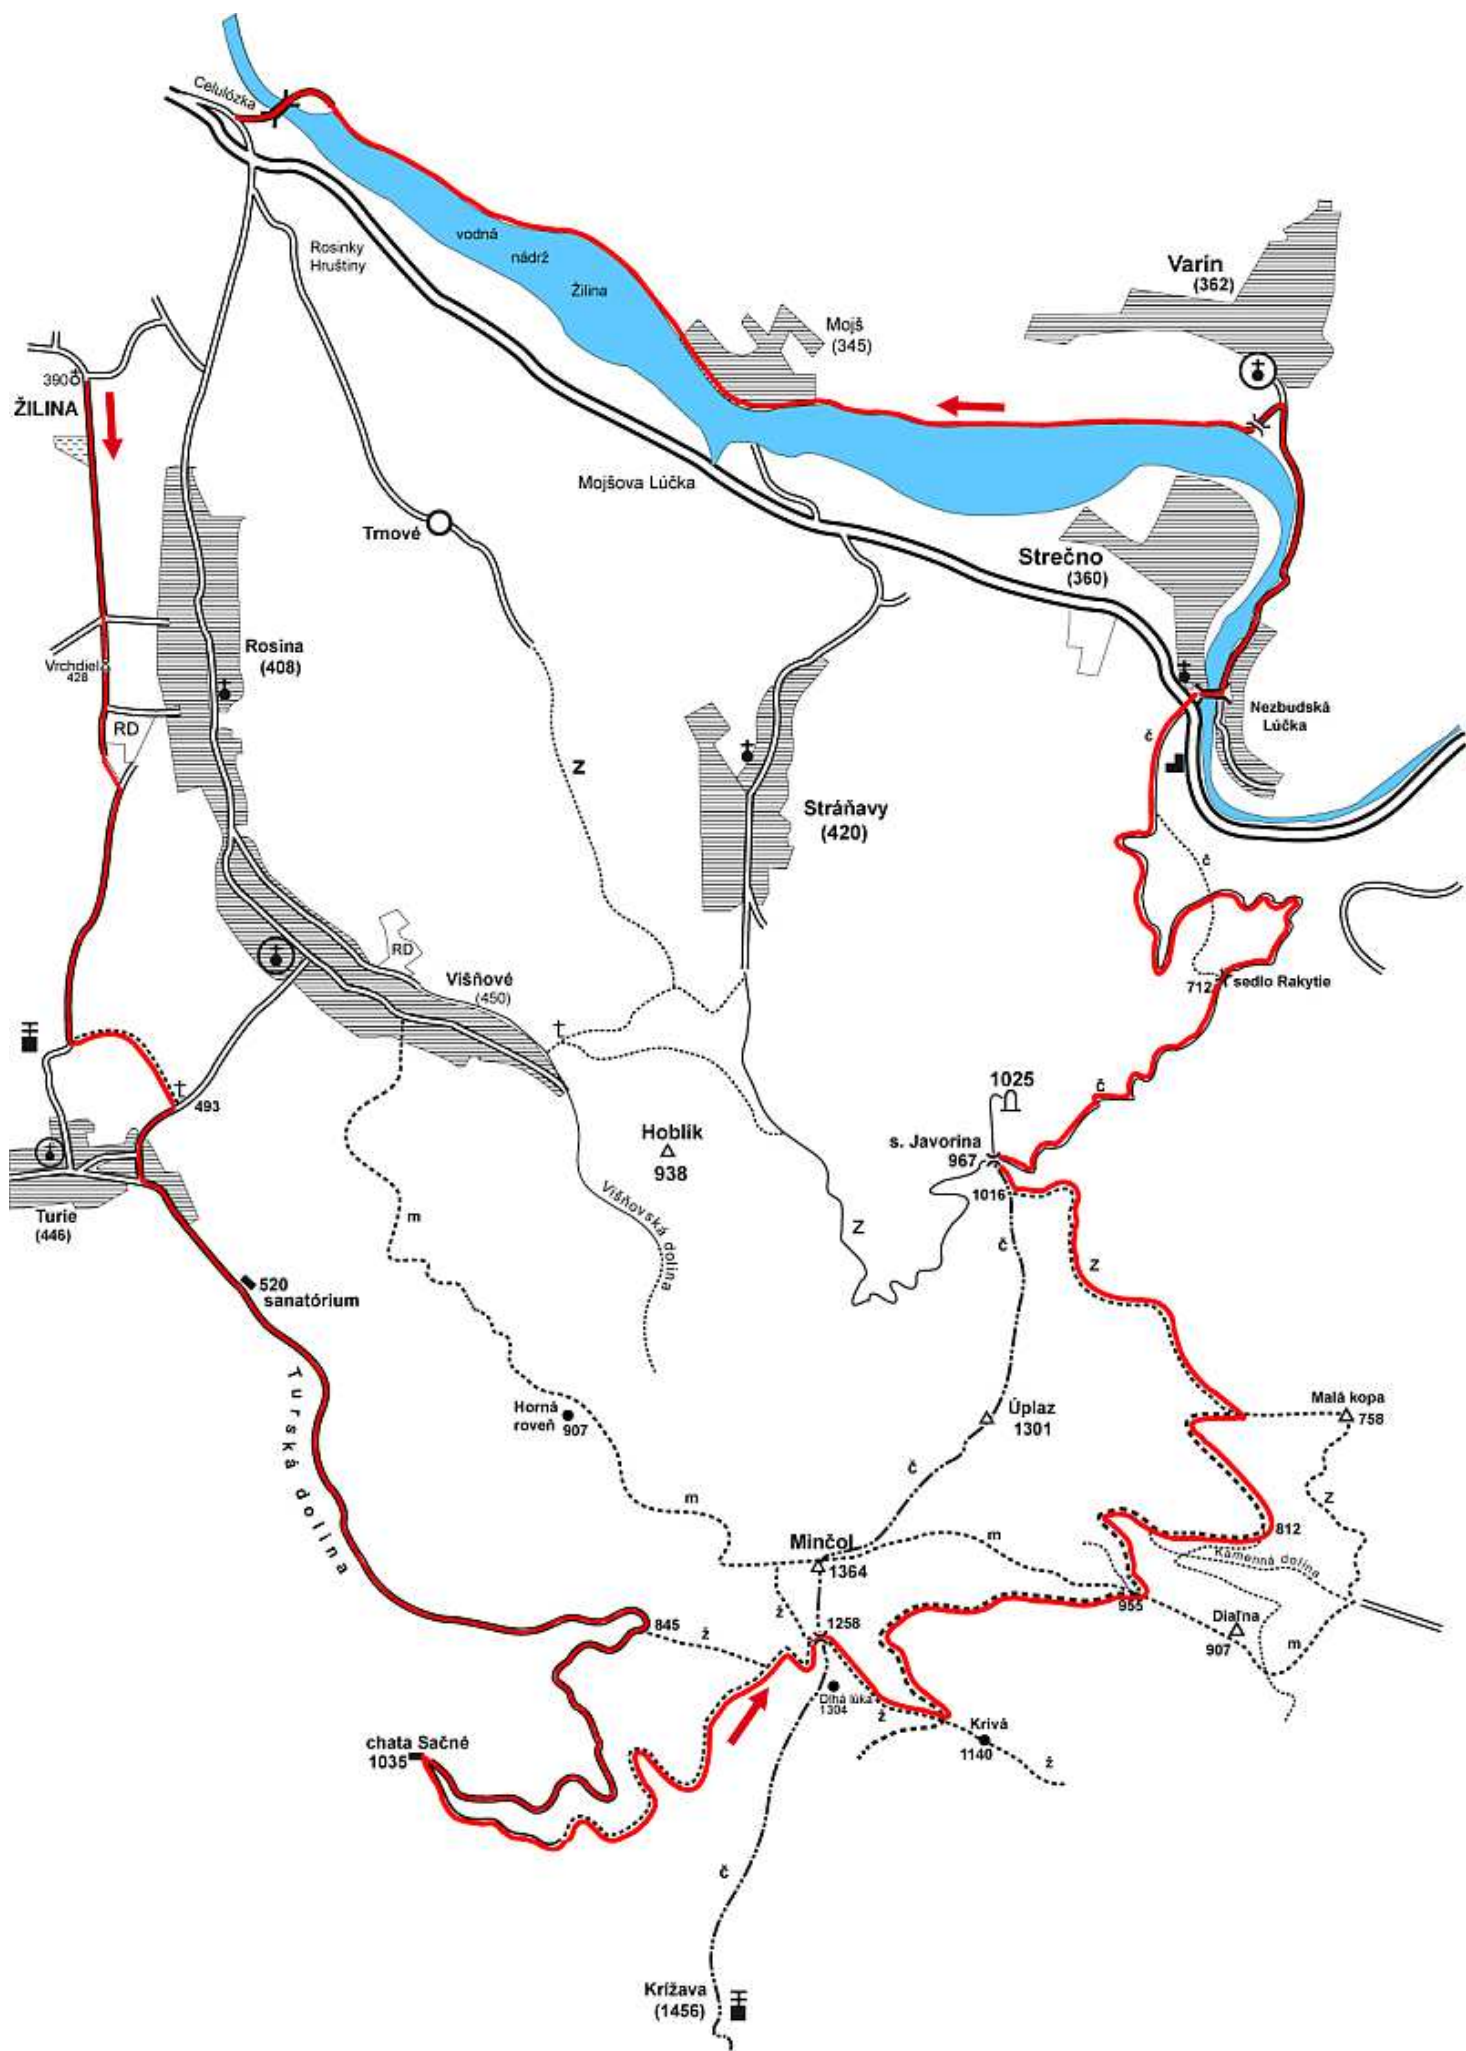 Celulózka
Rosinky
Hruštiny
vodná
nádrž
Žilina
Varín
(362)
Mojš
(345)
390
ŽILINA
Mojšova Lúčka
Trnové
Strečno
(360)
Rosina
(408)
Vrchdiel
428
RD
Nezbudská
Lúčka
č
z
Stráňavy
(420)
č
RD
Višňové
(450)
712
sedlo Rakytie
1025
č
493
Hoblík
938
s. Javorina
967
1016
Turie
(446)
m
Višňovská dolina
z
č
z
520
sanatórium
Turská dolina
Horná
roveň
907
Úplaz
1301
Malá kopa
758
č
m
z
812
Minčol
1364
m
Kamenná dolina
955
ž
1258
Diaľna
907
m
845
ž
Dlhá lúka
1304
ž
Krivá
1140
ž
chata Sačné
1035
č
Krížava
(1456)